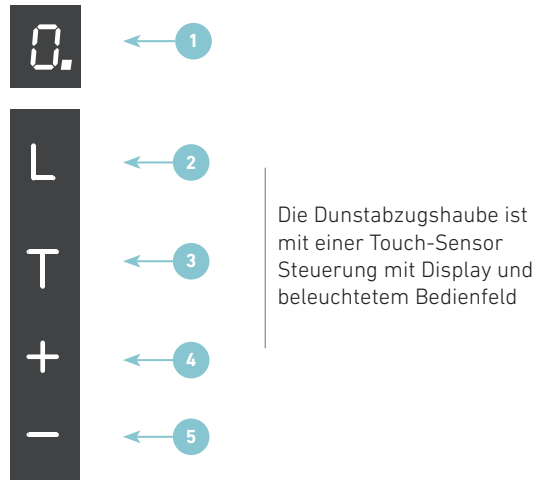 0.
1
L
2
T
3
+
4
−
5
Die Dunstabzugshaube ist
mit einer Touch-Sensor
Steuerung mit Display und
beleuchtetem Bedienfeld